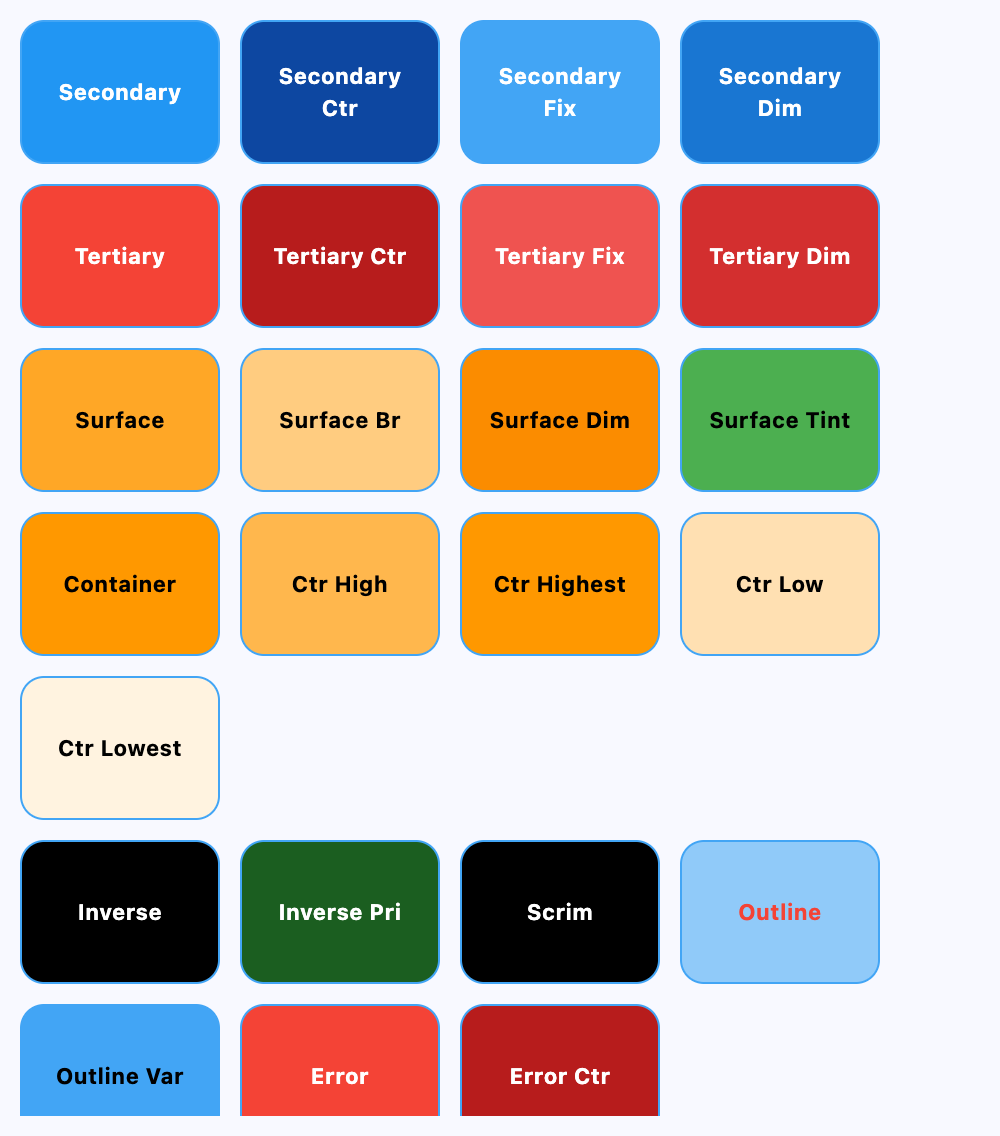 Secondary
Secondary
Ctr
Secondary
Fix
Secondary
Dim
Tertiary
Tertiary Ctr
Tertiary Fix
Tertiary Dim
Surface
Surface Br
Surface Dim
Surface Tint
Container
Ctr High
Ctr Highest
Ctr Low
Ctr Lowest
Inverse
Inverse Pri
Scrim
Outline
Outline Var
Error
Error Ctr